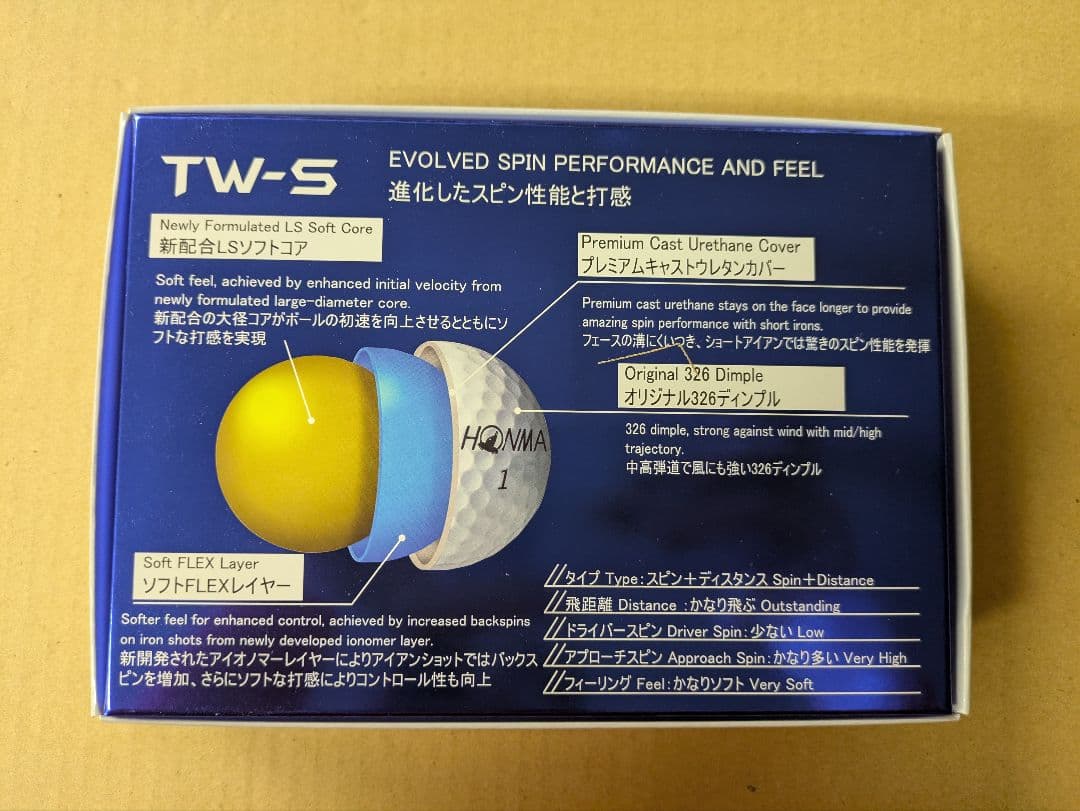 TW-S
EVOLVED SPIN PERFORMANCE AND FEEL
進化したスピン性能と打感
Newly Formulated LS Soft Core
新配合LSソフトコア
Soft feel, achieved by enhanced initial velocity from
newly formulated large-diameter core.
新配合の大径コアがボールの初速を向上させるとともにソ
フトな打感を実現
Premium Cast Urethane Cover
プレミアムキャストウレタンカバー
Premium cast urethane stays on the face longer to provide
amazing spin performance with short irons.
フェースの溝にくいつき、ショートアイアンでは驚きのスピン性能を発揮
Original 326 Dimple
オリジナル326ディンプル
326 dimple, strong against wind with mid/high
trajectory.
中高弾道で風にも強い326ディンプル
HONMA
1
Soft FLEX Layer
ソフトFLEXレイヤー
Softer feel for enhanced control, achieved by increased backspins
on iron shots from newly developed ionomer layer.
新開発されたアイオノマーレイヤーによりアイアンショットではバックス
ピンを増加、さらにソフトな打感によりコントロール性も向上
//タイプ Type:スピン+ディスタンス Spin+Distance
//飛距離 Distance :かなり飛ぶ Outstanding
//ドライバースピン Driver Spin:少ない Low
//アプローチスピン Approach Spin:かなり多い Very High
//フィーリング Feel:かなりソフト Very Soft